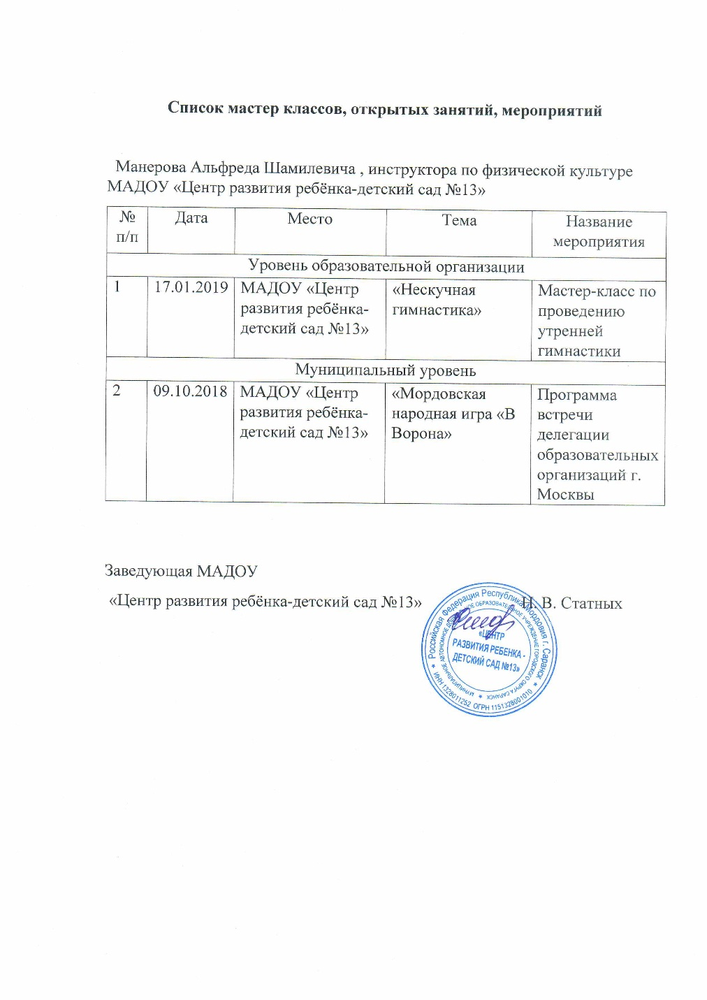 Список мастер классов, открытых занятий, мероприятий
Манерова Альфреда Шамилевича , инструктора по физической культуре
МАДОУ «Центр развития ребёнка-детский сад №13»
№ п/п Дата Место Тема Название мероприятия
Уровень образовательной организации
1 17.01.2019 МАДОУ «Центр «Нескучная Мастер-класс по
развития ребёнка- гимнастика» проведению
детский сад №13» утренней
гимнастики
Муниципальный уровень
2 09.10.2018 МАДОУ «Центр «Мордовская Программа
развития ребёнка- народная игра «В встречи
детский сад №13» Ворона» делегации
образовательных
организаций г.
Москвы
Заведующая МАДОУ
«Центр развития ребёнка-детский сад №13» Н. В. Статных
Российская Федерация Республика Мордовия г. Саранск
МУНИЦИПАЛЬНОЕ АВТОНОМНОЕ ДОШКОЛЬНОЕ ОБРАЗОВАТЕЛЬНОЕ УЧРЕЖДЕНИЕ ГОРОДСКОГО ОКРУГА САРАНСК
«ЦЕНТР
РАЗВИТИЯ РЕБЕНКА -
ДЕТСКИЙ САД №13»
ИНН 1328011252 ОГРН 1151328001010